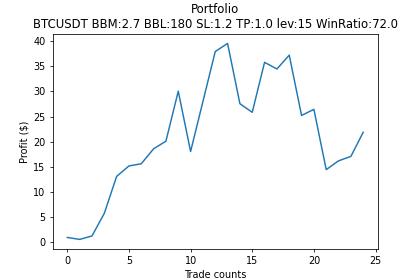 Portfolio
BTCUSDT BBM:2.7 BBL:180 SL:1.2 TP:1.0 lev:15 WinRatio:72.0
40
35
30
25
20
15
10
5
0
Profit ($)
0 5 10 15 20 25
Trade counts